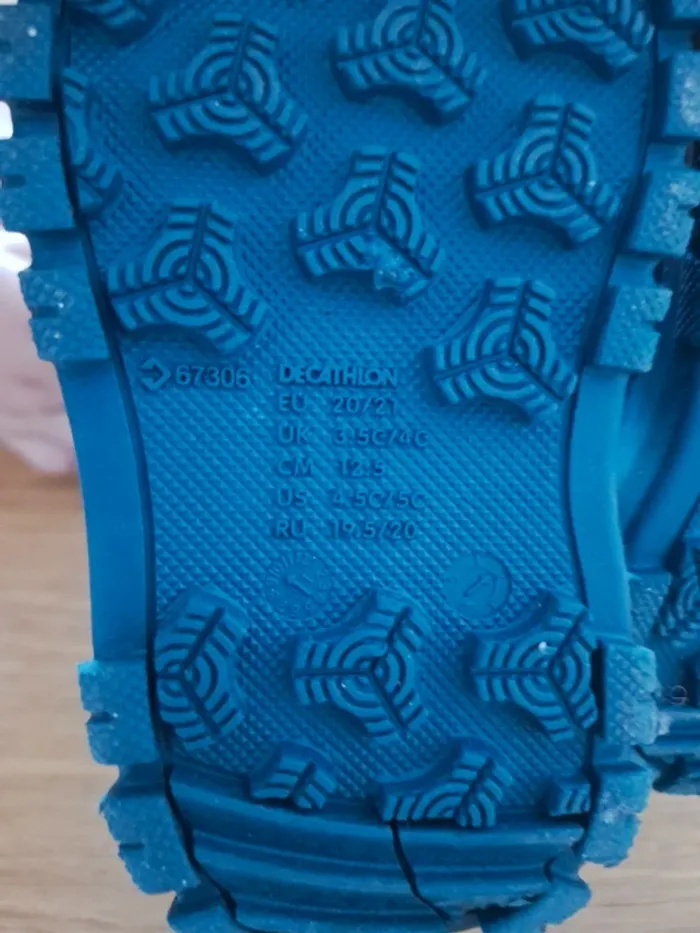 67306 DECATHLON
EU 20/21
UK 3.5C/4C
CM 12.5
US 4.5C/5C
RU 19.5/20